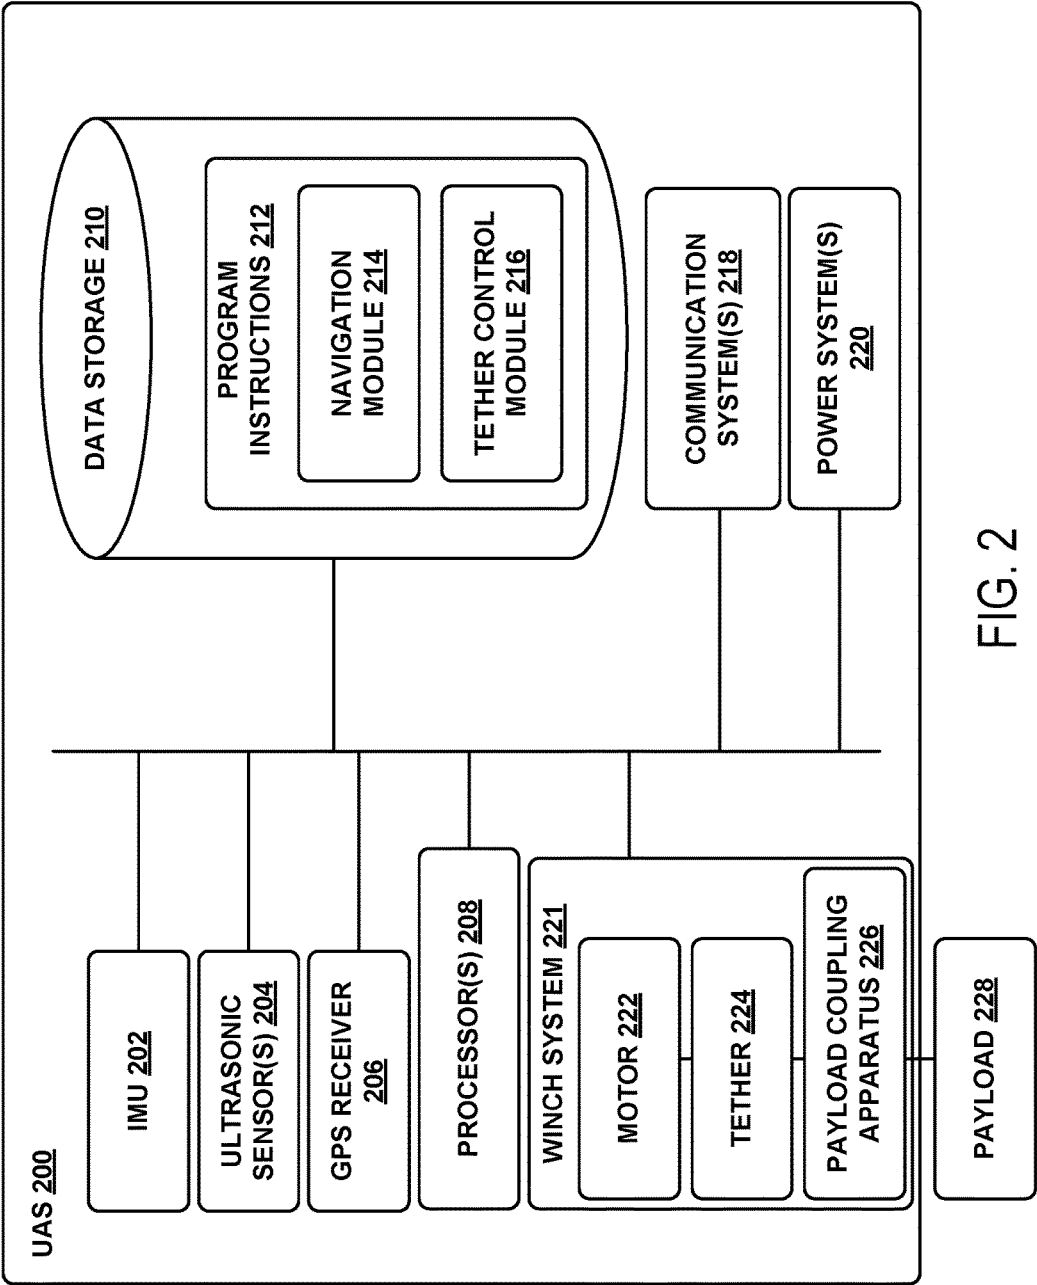 UAS 200
IMU 202
ULTRASONIC
SENSOR(S) 204
GPS RECEIVER
206
PROCESSOR(S) 208
WINCH SYSTEM 221
MOTOR 222
TETHER 224
PAYLOAD COUPLING
APPARATUS 226
PAYLOAD 228
DATA STORAGE 210
PROGRAM
INSTRUCTIONS 212
NAVIGATION
MODULE 214
TETHER CONTROL
MODULE 216
COMMUNICATION
SYSTEM(S) 218
POWER SYSTEM(S)
220
FIG. 2